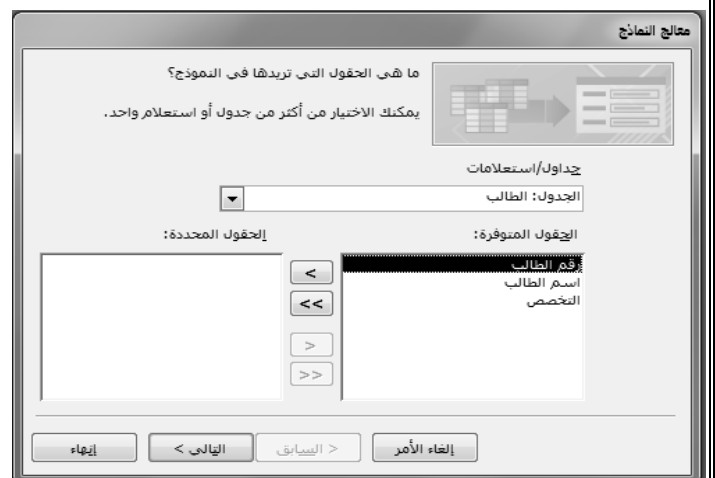 معالج النماذج
ما هي الحقول التي تريدها في النموذج؟
يمكنك الاختيار من أكثر من جدول أو استعلام واحد.
جداول/استعلامات
الجدول: الطالب
الحقول المتوفرة:
الحقول المحددة:
رقم الطالب
اسم الطالب
التخصص
>
>>
<
<<
إلغاء الأمر
< السابق
التالي >
إنهاء